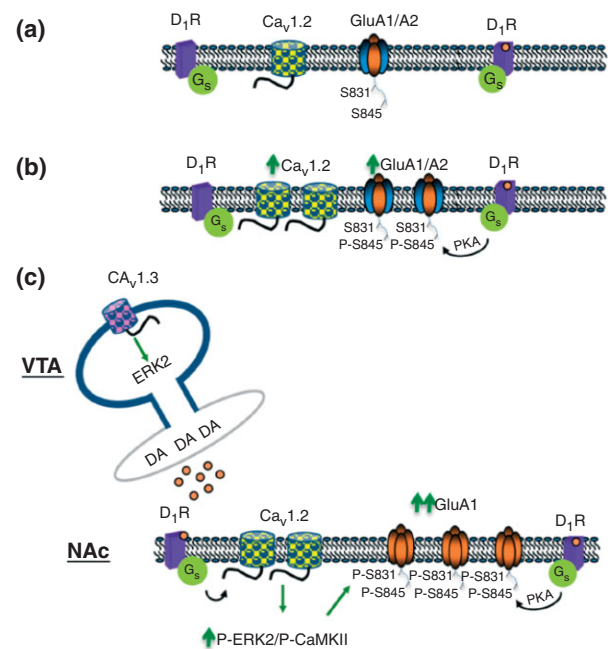 (a)
D₁R
Caᵥ1.2
GluA1/A2
D₁R
Gₛ
S831
S845
Gₛ
(b)
D₁R
Caᵥ1.2
GluA1/A2
D₁R
Gₛ
S831
P-S845
S831
P-S845
PKA
Gₛ
(c)
CAᵥ1.3
VTA
ERK2
DA DA DA
D₁R
Caᵥ1.2
GluA1
D₁R
NAc
Gₛ
P-S831
P-S845
P-S831
P-S845
P-S831
P-S845
PKA
Gₛ
P-ERK2/P-CaMKII